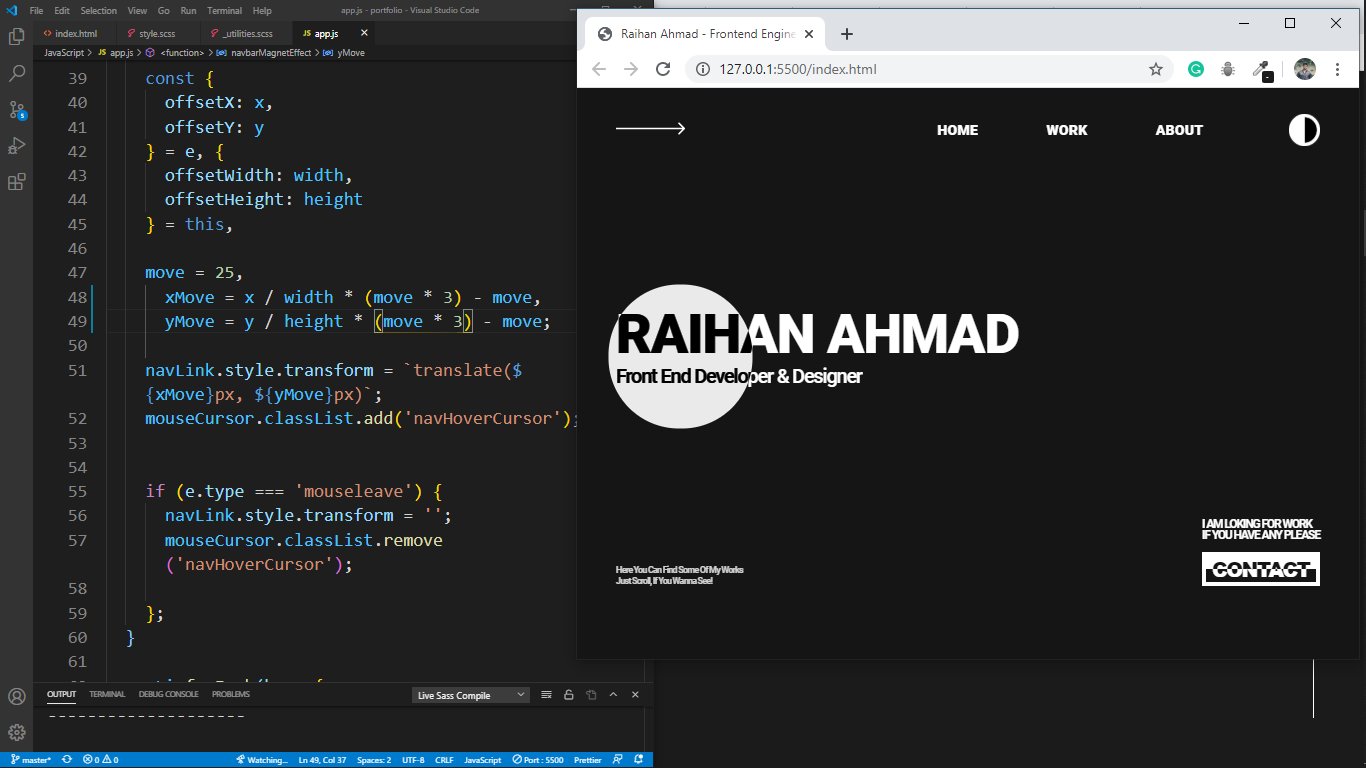 File Edit Selection View Go Run Terminal Help app.js - portfolio - Visual Studio Code
index.html style.scss _utilities.scss JS app.js
JavaScript > JS app.js > <function> > navbarMagnetEffect > yMove
39 const {
40 offsetX: x,
41 offsetY: y
42 } = e, {
43 offsetWidth: width,
44 offsetHeight: height
45 } = this,
46
47 move = 25,
48 xMove = x / width * (move * 3) - move,
49 yMove = y / height * (move * 3) - move;
50
51 navLink.style.transform = `translate($
{xMove}px, ${yMove}px)`;
52 mouseCursor.classList.add('navHoverCursor');
53
54
55 if (e.type === 'mouseleave') {
56 navLink.style.transform = '';
57 mouseCursor.classList.remove
('navHoverCursor');
58
59 };
60 }
61
OUTPUT TERMINAL DEBUG CONSOLE PROBLEMS Live Sass Compile
--------------------
master* 0 0 Watching... Ln 49, Col 37 Spaces: 2 UTF-8 CRLF JavaScript Port : 5500 Prettier
Raihan Ahmad - Frontend Engine
127.0.0.1:5500/index.html
HOME WORK ABOUT
RAIHAN AHMAD
Front End Developer & Designer
I AM LOKING FOR WORK
IF YOU HAVE ANY PLEASE
CONTACT
Here You Can Find Some Of My Works
Just Scroll, If You Wanna See!